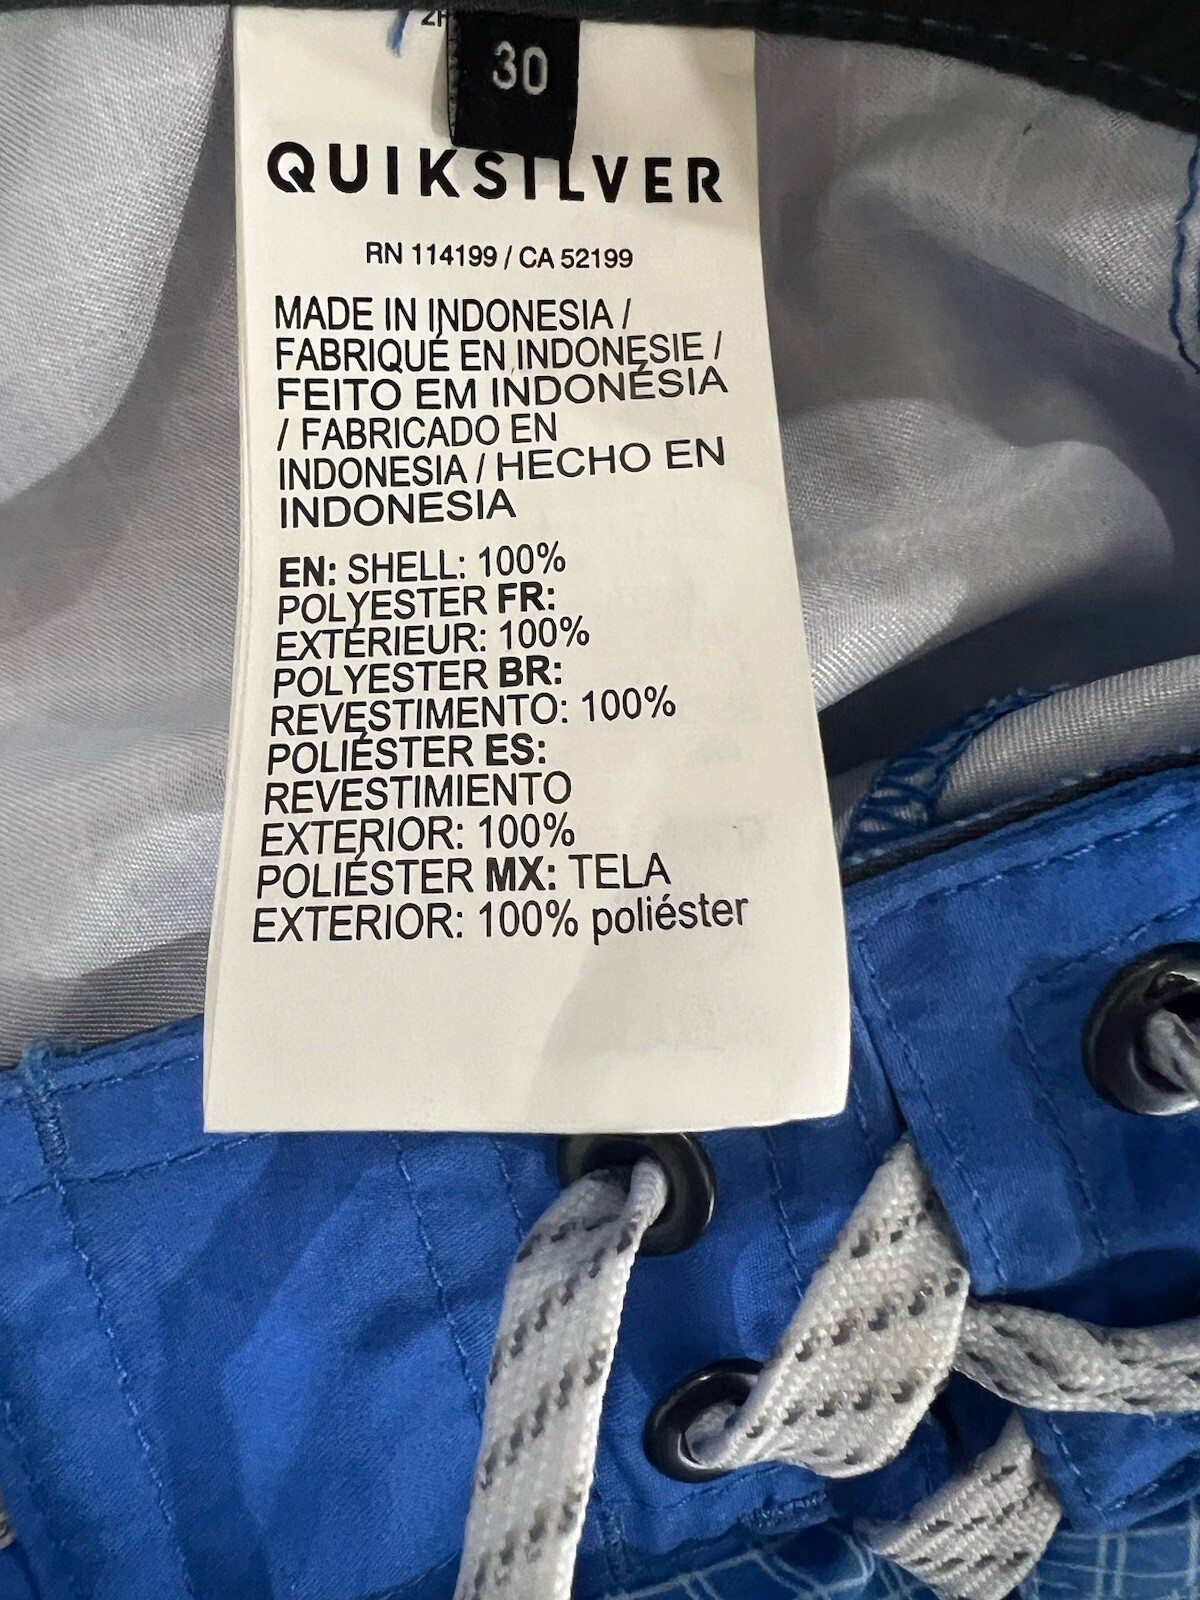 30
QUIKSILVER
RN 114199 / CA 52199
MADE IN INDONESIA /
FABRIQUÉ EN INDONESIE /
FEITO EM INDONÉSIA
/ FABRICADO EN
INDONESIA / HECHO EN
INDONESIA
EN: SHELL: 100%
POLYESTER FR:
EXTÉRIEUR: 100%
POLYESTER BR:
REVESTIMENTO: 100%
POLIÉSTER ES:
REVESTIMIENTO
EXTERIOR: 100%
POLIÉSTER MX: TELA
EXTERIOR: 100% poliéster